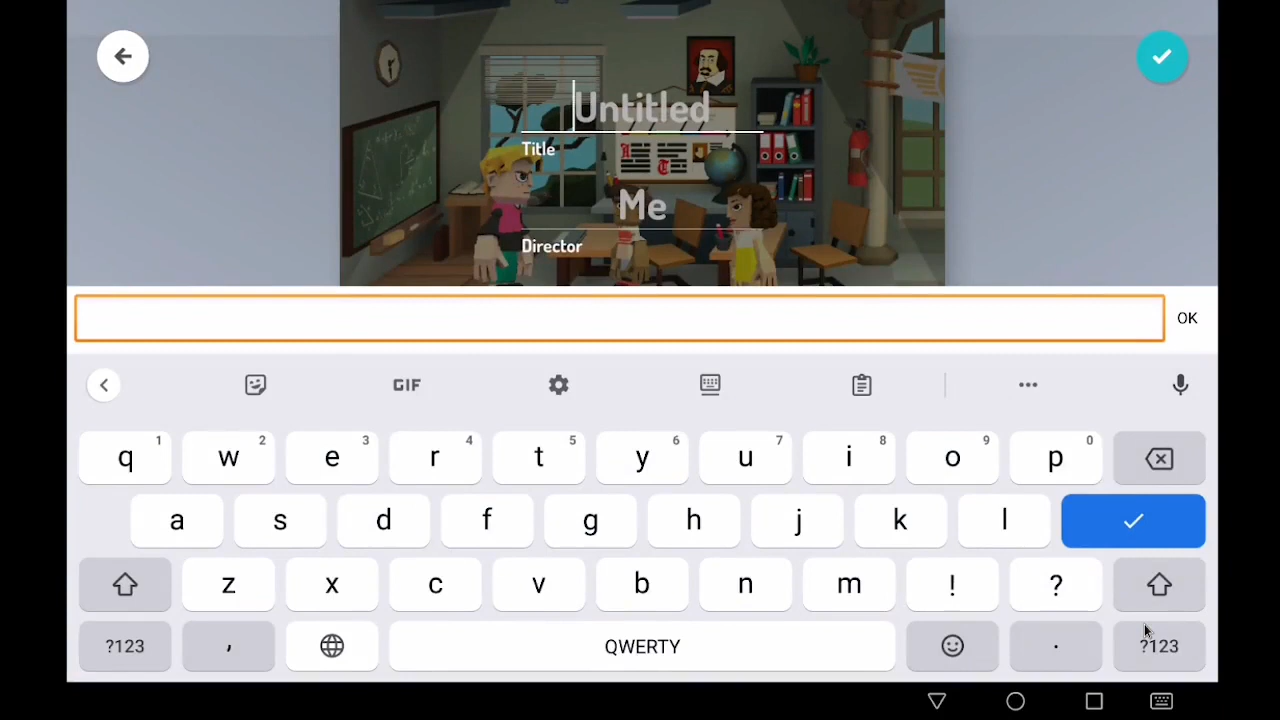 Untitled
Title
Me
Director
OK
GIF
1 2 3 4 5 6 7 8 9 0
q w e r t y u i o p
a s d f g h j k l
z x c v b n m ! ?
?123 , QWERTY . ?123